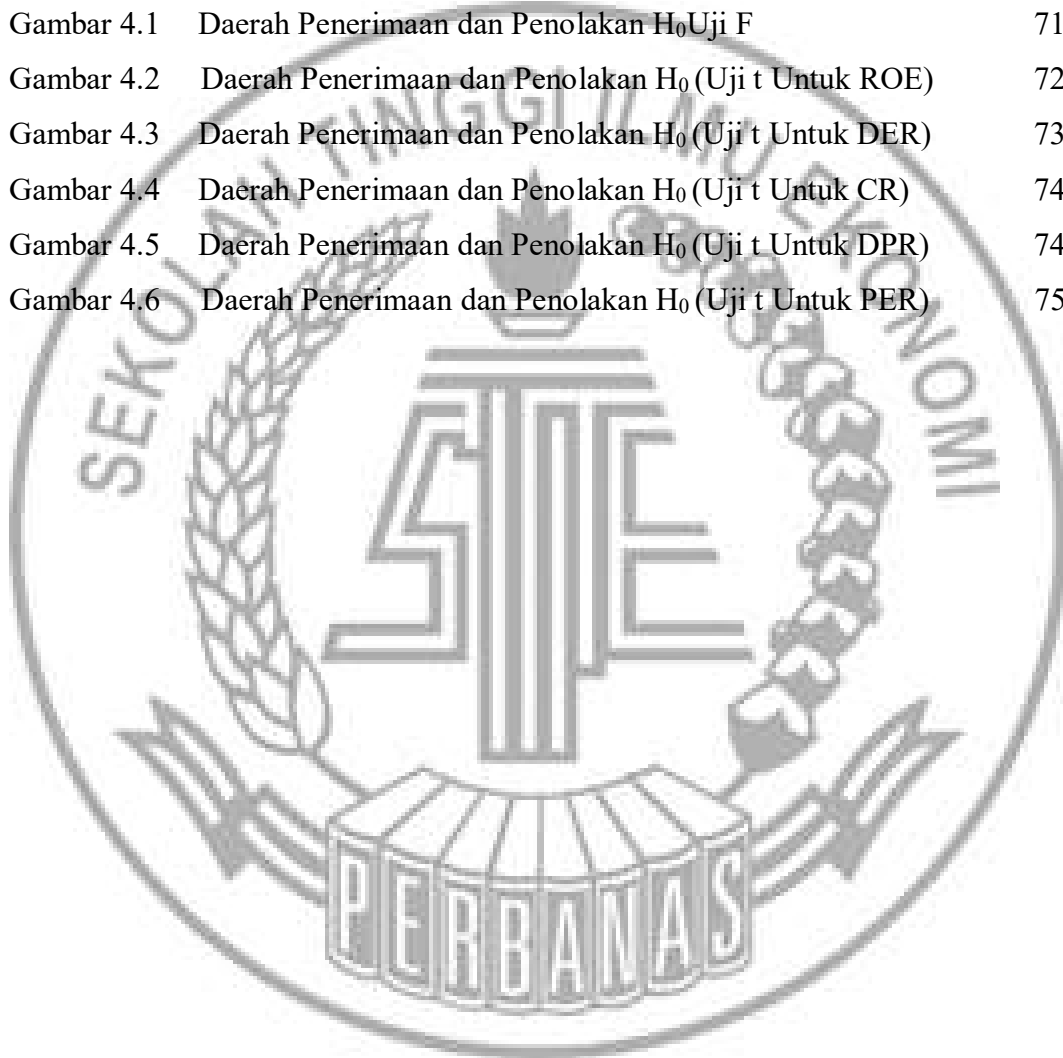 Gambar 4.1 Daerah Penerimaan dan Penolakan H₀Uji F 71
Gambar 4.2 Daerah Penerimaan dan Penolakan H₀ (Uji t Untuk ROE) 72
Gambar 4.3 Daerah Penerimaan dan Penolakan H₀ (Uji t Untuk DER) 73
Gambar 4.4 Daerah Penerimaan dan Penolakan H₀ (Uji t Untuk CR) 74
Gambar 4.5 Daerah Penerimaan dan Penolakan H₀ (Uji t Untuk DPR) 74
Gambar 4.6 Daerah Penerimaan dan Penolakan H₀ (Uji t Untuk PER) 75
SEKOLAH TINGGI ILMU EKONOMI
STIE
PERBANAS